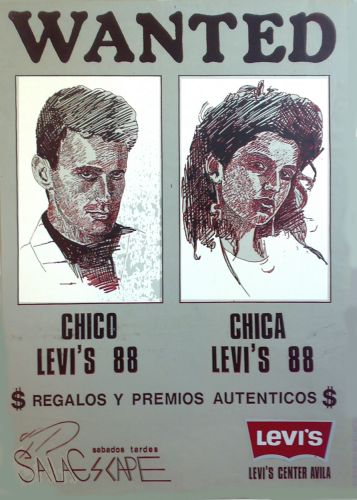 WANTED
CHICO
LEVI'S 88
CHICA
LEVI'S 88
$ REGALOS Y PREMIOS AUTENTICOS $
sabados tardes
SALA ESCAPE
LEVI'S
LEVI'S CENTER AVILA